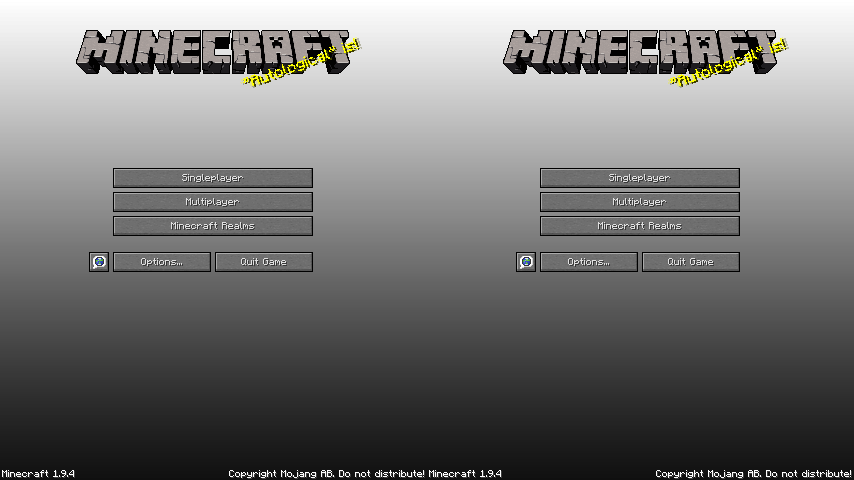 MINECRAFT
"Autological" is!
Singleplayer
Multiplayer
Minecraft Realms
Options...
Quit Game
Minecraft 1.9.4
Copyright Mojang AB. Do not distribute!
MINECRAFT
"Autological" is!
Singleplayer
Multiplayer
Minecraft Realms
Options...
Quit Game
Minecraft 1.9.4
Copyright Mojang AB. Do not distribute!